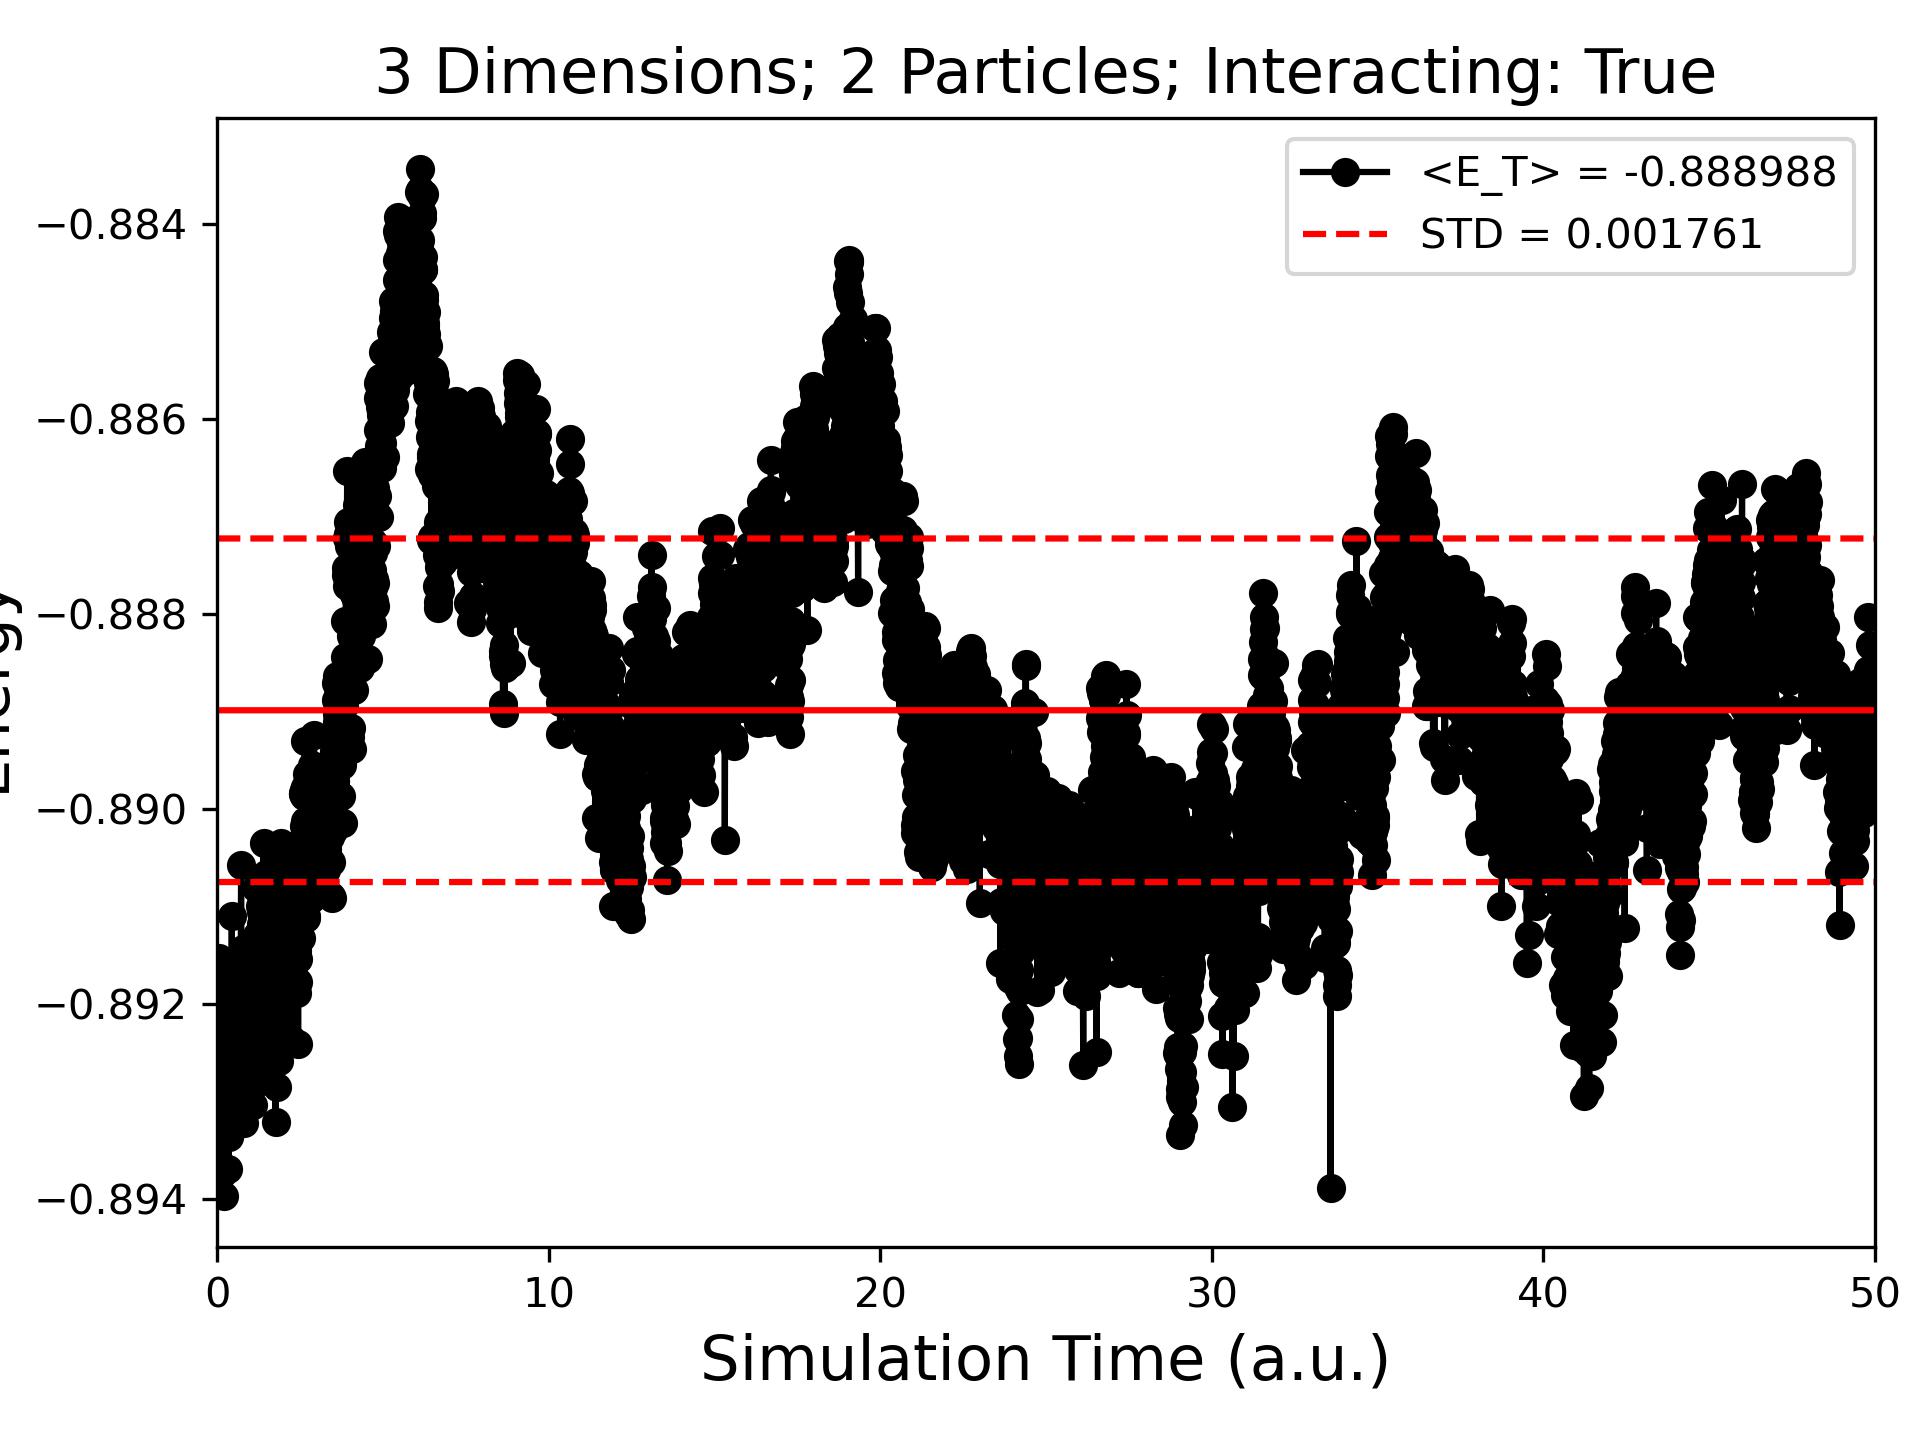 3 Dimensions; 2 Particles; Interacting: True
<E_T> = -0.888988
STD = 0.001761
−0.884
−0.886
−0.888
−0.890
−0.892
−0.894
Energy
0 10 20 30 40 50
Simulation Time (a.u.)